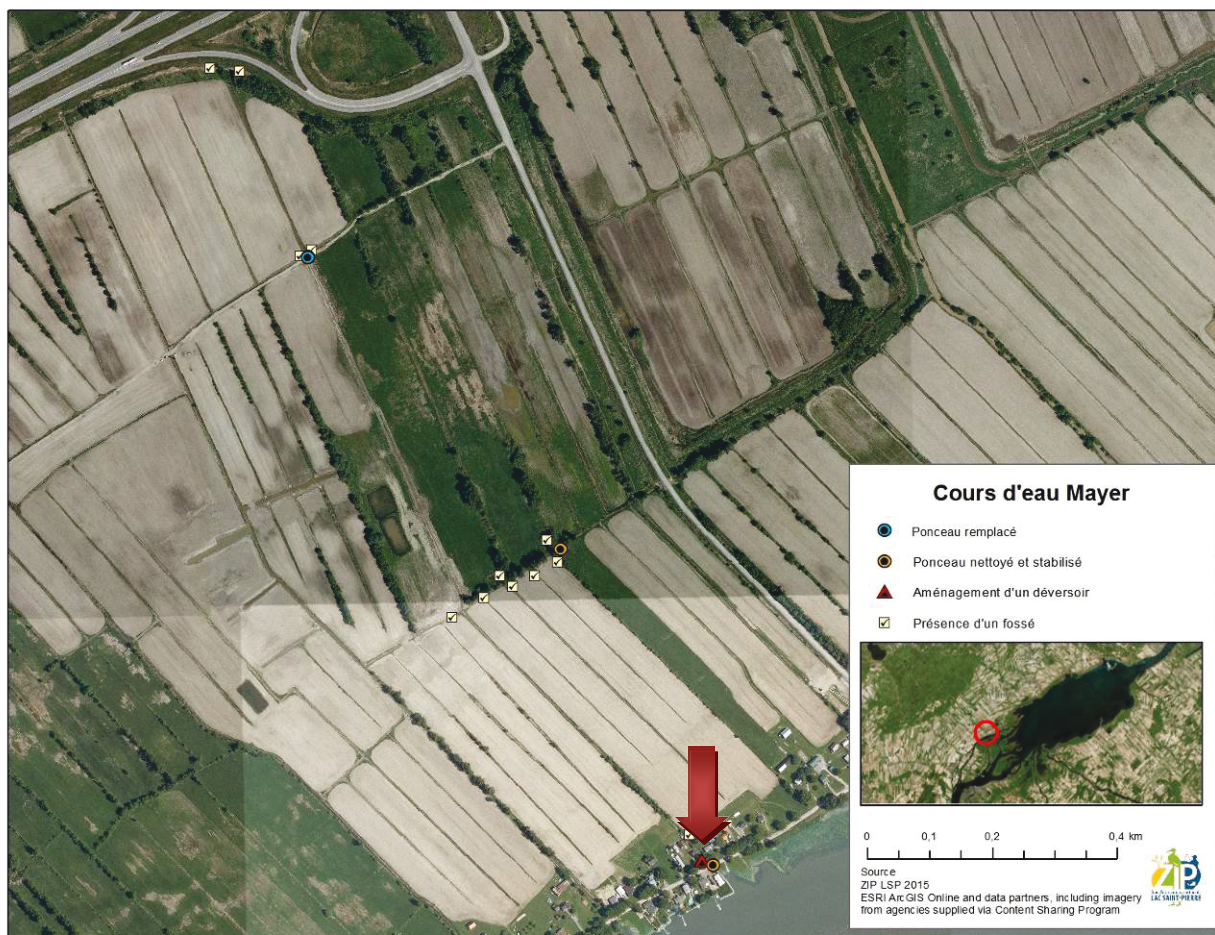 Cours d'eau Mayer
Ponceau remplacé
Ponceau nettoyé et stabilisé
Aménagement d'un déversoir
Présence d'un fossé
0 0,1 0,2 0,4 km
Source
ZIP LSP 2015
ESRI ArcGIS Online and data partners, including imagery
from agencies supplied via Content Sharing Program
ZIP
LAC SAINT-PIERRE